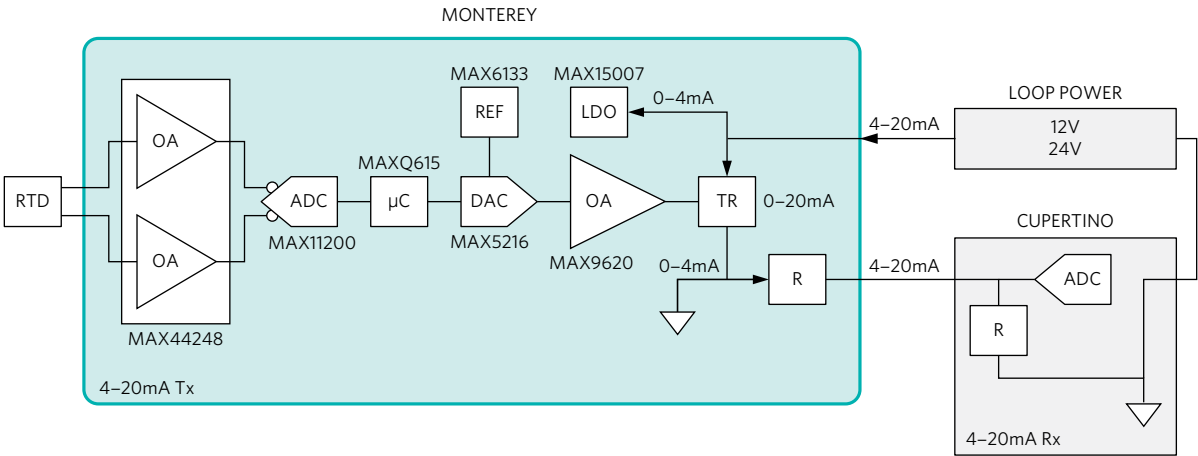 MONTEREY
MAX6133
MAX15007
REF
LDO
0–4mA
LOOP POWER
12V
24V
4–20mA
OA
MAXQ615
RTD
ADC
µC
DAC
OA
TR
0–20mA
MAX11200
MAX5216
MAX9620
OA
MAX44248
0–4mA
R
4–20mA
CUPERTINO
ADC
R
4–20mA Tx
4–20mA Rx